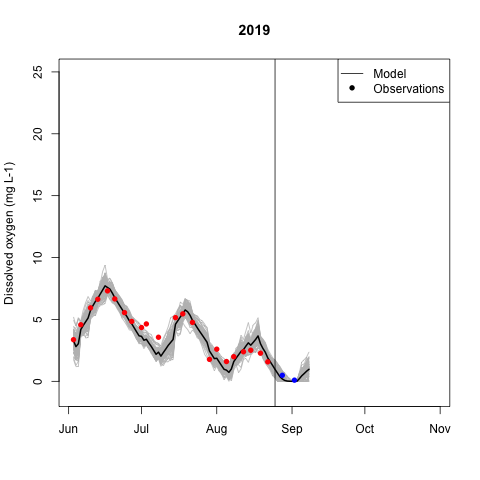 2019
Model
Observations
Dissolved oxygen (mg L-1)
25
20
15
10
5
0
Jun Jul Aug Sep Oct Nov